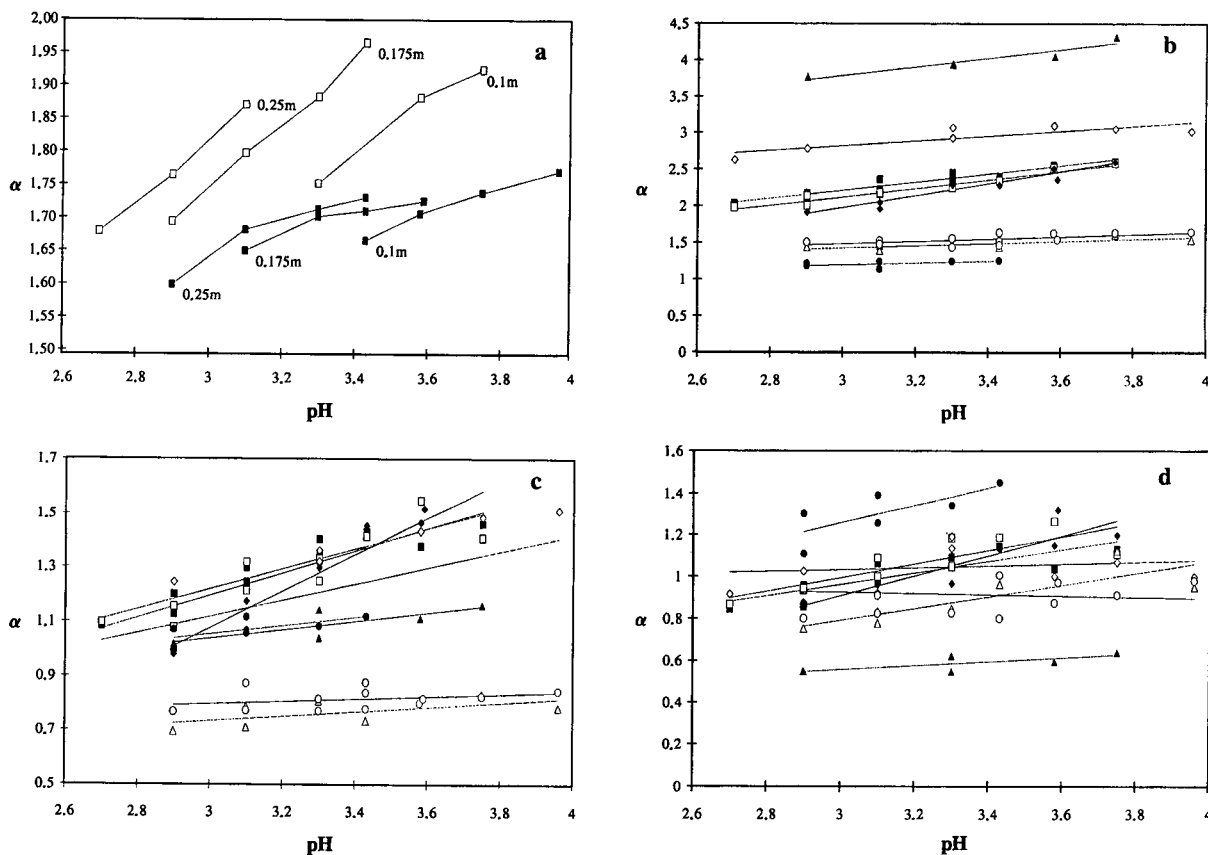 a
2,00
1,95
1,90
1,85
1,80
1,75
1,70
1,65
1,60
1,55
1,50
α
0,175m
0,25m
0,1m
0,175m
0,1m
0,25m
2,6 2,8 3 3,2 3,4 3,6 3,8 4
pH
b
4,5
4
3,5
3
2,5
2
1,5
1
0,5
0
α
2,6 2,8 3 3,2 3,4 3,6 3,8 4
pH
c
1,7
1,5
1,3
1,1
0,9
0,7
0,5
α
2,6 2,8 3 3,2 3,4 3,6 3,8 4
pH
d
1,6
1,4
1,2
1
0,8
0,6
0,4
0,2
0
α
2,6 2,8 3 3,2 3,4 3,6 3,8 4
pH